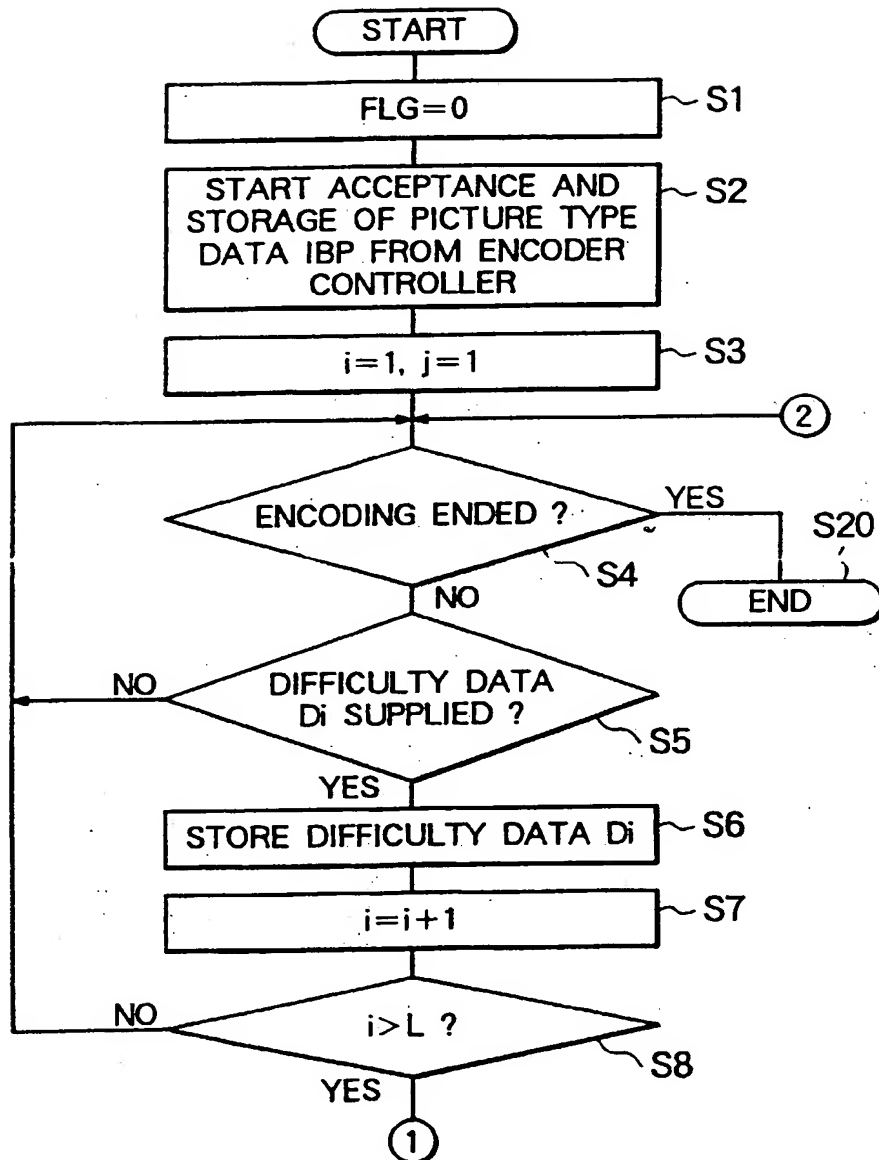 START
FLG=0
S1
START ACCEPTANCE AND
STORAGE OF PICTURE TYPE
DATA IBP FROM ENCODER
CONTROLLER
S2
i=1, j=1
S3
2
ENCODING ENDED ?
YES
S4
S20
END
NO
DIFFICULTY DATA
Di SUPPLIED ?
NO
S5
YES
STORE DIFFICULTY DATA Di
S6
i=i+1
S7
i>L ?
NO
S8
YES
1